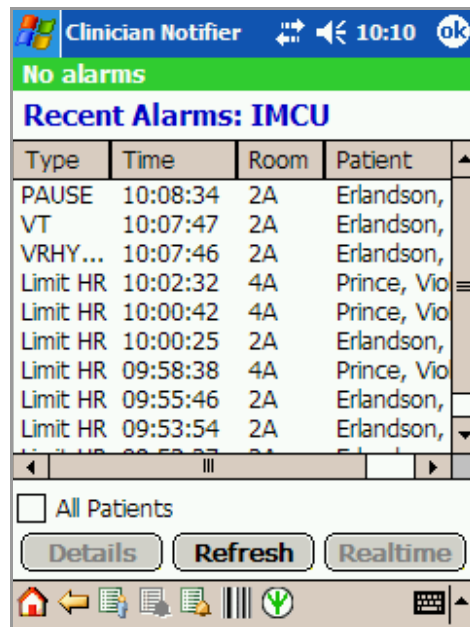 Clinician Notifier 10:10 ok
No alarms
Recent Alarms: IMCU
Type Time Room Patient
PAUSE 10:08:34 2A Erlandson,
VT 10:07:47 2A Erlandson,
VRHY... 10:07:46 2A Erlandson,
Limit HR 10:02:32 4A Prince, Viol
Limit HR 10:00:42 4A Prince, Viol
Limit HR 10:00:25 2A Erlandson,
Limit HR 09:58:38 4A Prince, Viol
Limit HR 09:55:46 2A Erlandson,
Limit HR 09:53:54 2A Erlandson,
All Patients
Details Refresh Realtime